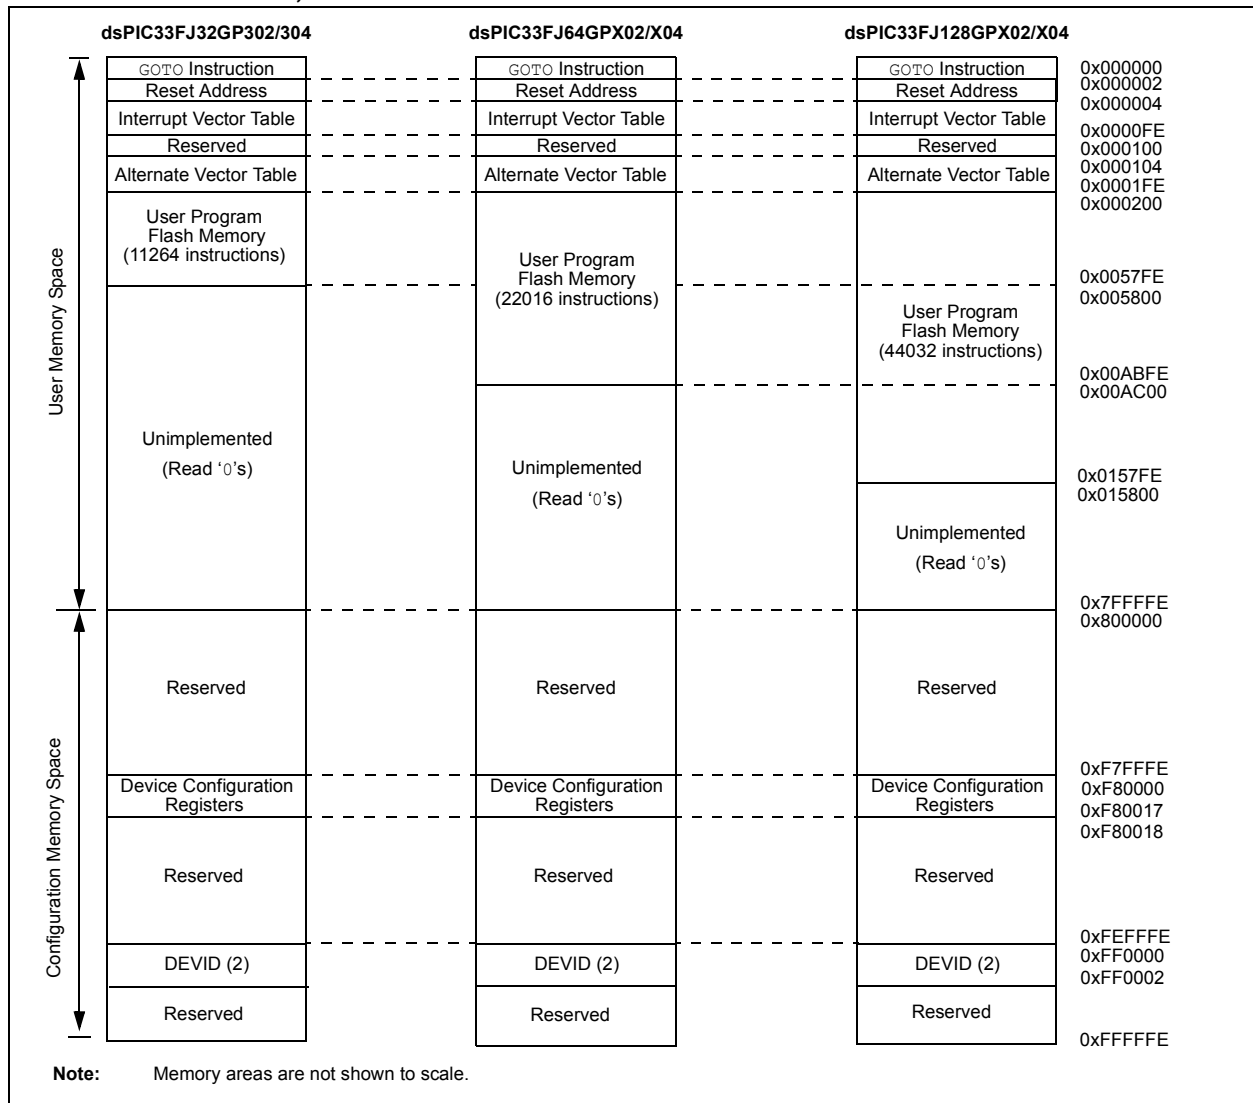 dsPIC33FJ32GP302/304
dsPIC33FJ64GPX02/X04
dsPIC33FJ128GPX02/X04
User Memory Space
Configuration Memory Space
GOTO Instruction
Reset Address
Interrupt Vector Table
Reserved
Alternate Vector Table
User Program
Flash Memory
(11264 instructions)
Unimplemented
(Read ‘0’s)
Reserved
Device Configuration
Registers
Reserved
DEVID (2)
Reserved
GOTO Instruction
Reset Address
Interrupt Vector Table
Reserved
Alternate Vector Table
User Program
Flash Memory
(22016 instructions)
Unimplemented
(Read ‘0’s)
Reserved
Device Configuration
Registers
Reserved
DEVID (2)
Reserved
GOTO Instruction
Reset Address
Interrupt Vector Table
Reserved
Alternate Vector Table
User Program
Flash Memory
(44032 instructions)
Unimplemented
(Read ‘0’s)
Reserved
Device Configuration
Registers
Reserved
DEVID (2)
Reserved
0x000000
0x000002
0x000004
0x0000FE
0x000100
0x000104
0x0001FE
0x000200
0x0057FE
0x005800
0x00ABFE
0x00AC00
0x0157FE
0x015800
0x7FFFFE
0x800000
0xF7FFFE
0xF80000
0xF80017
0xF80018
0xFEFFFE
0xFF0000
0xFF0002
0xFFFFFE
Note: Memory areas are not shown to scale.